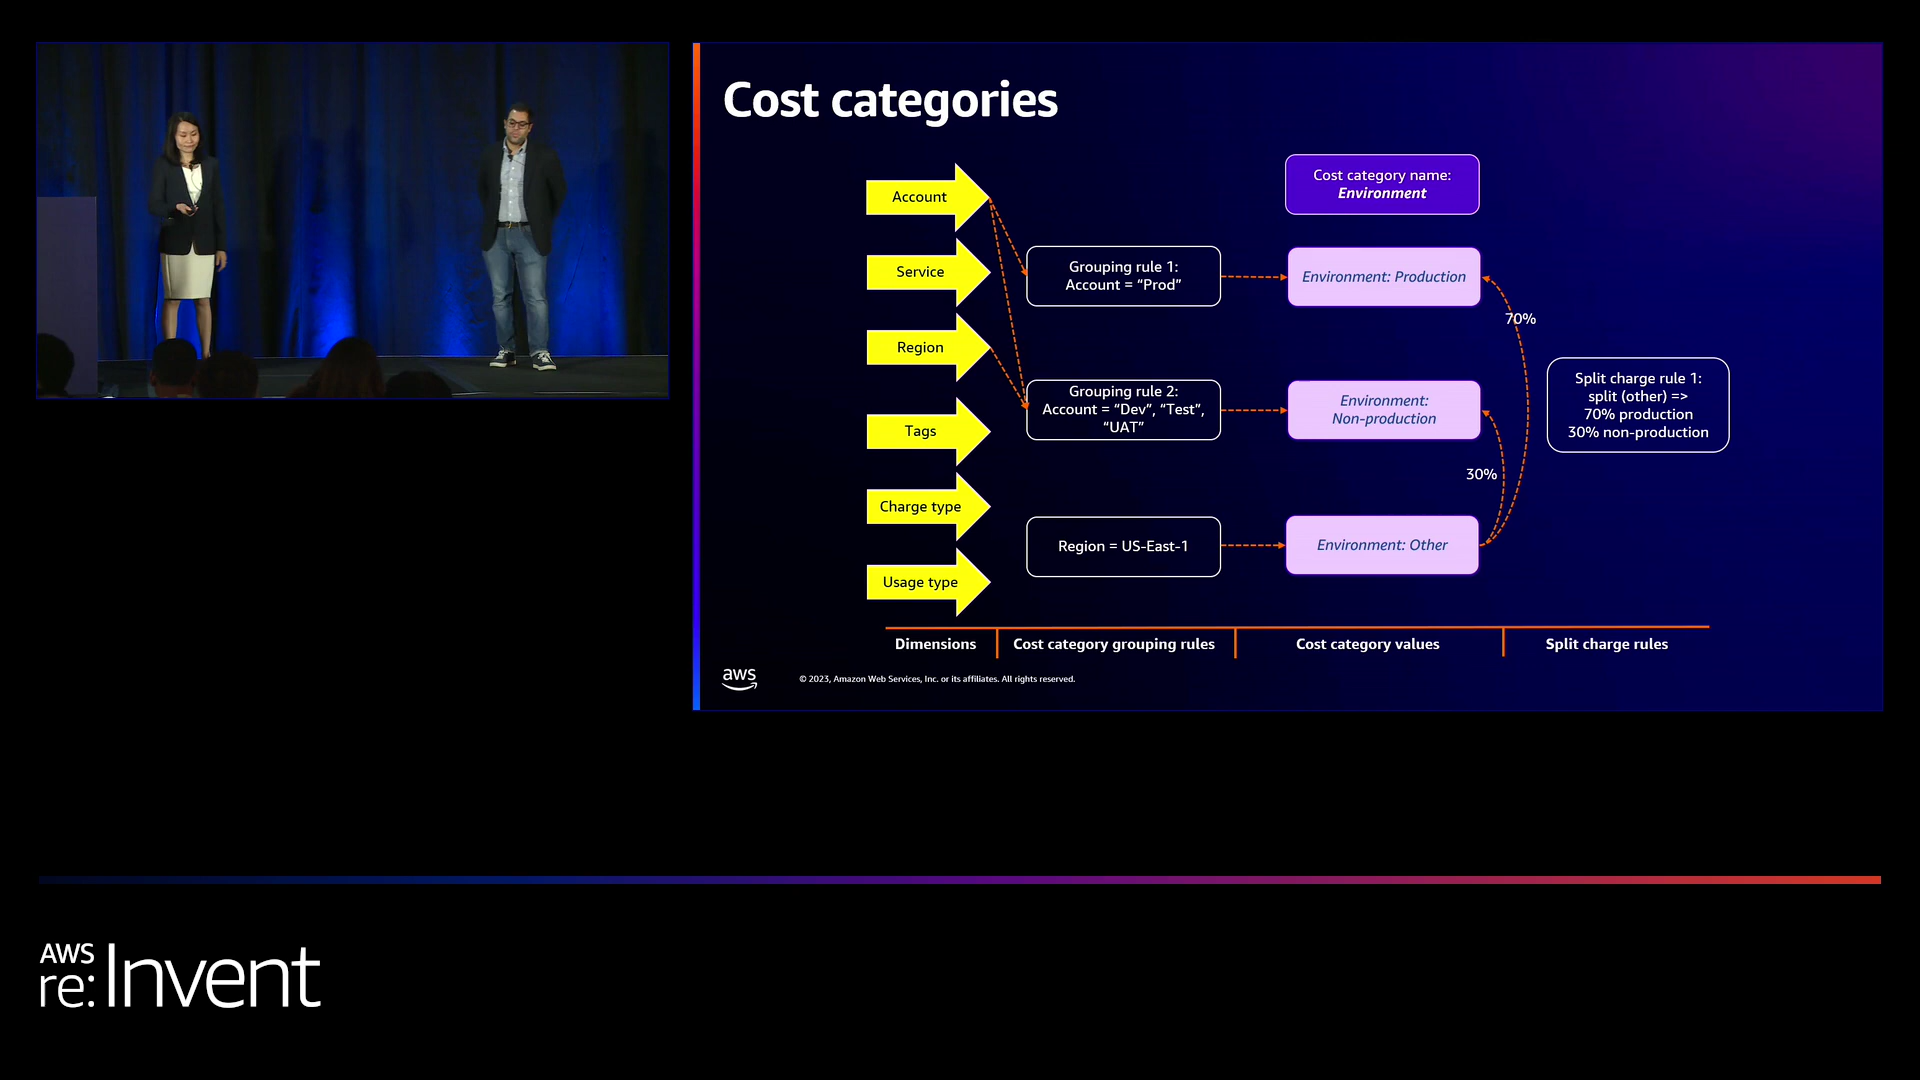 Cost categories
Account
Service
Region
Tags
Charge type
Usage type
Grouping rule 1:
Account = “Prod”
Grouping rule 2:
Account = “Dev”, “Test”,
“UAT”
Region = US-East-1
Cost category name:
Environment
Environment: Production
Environment:
Non-production
Environment: Other
70%
30%
Split charge rule 1:
split (other) =>
70% production
30% non-production
Dimensions
Cost category grouping rules
Cost category values
Split charge rules
aws
© 2023, Amazon Web Services, Inc. or its affiliates. All rights reserved.
AWS
re:Invent